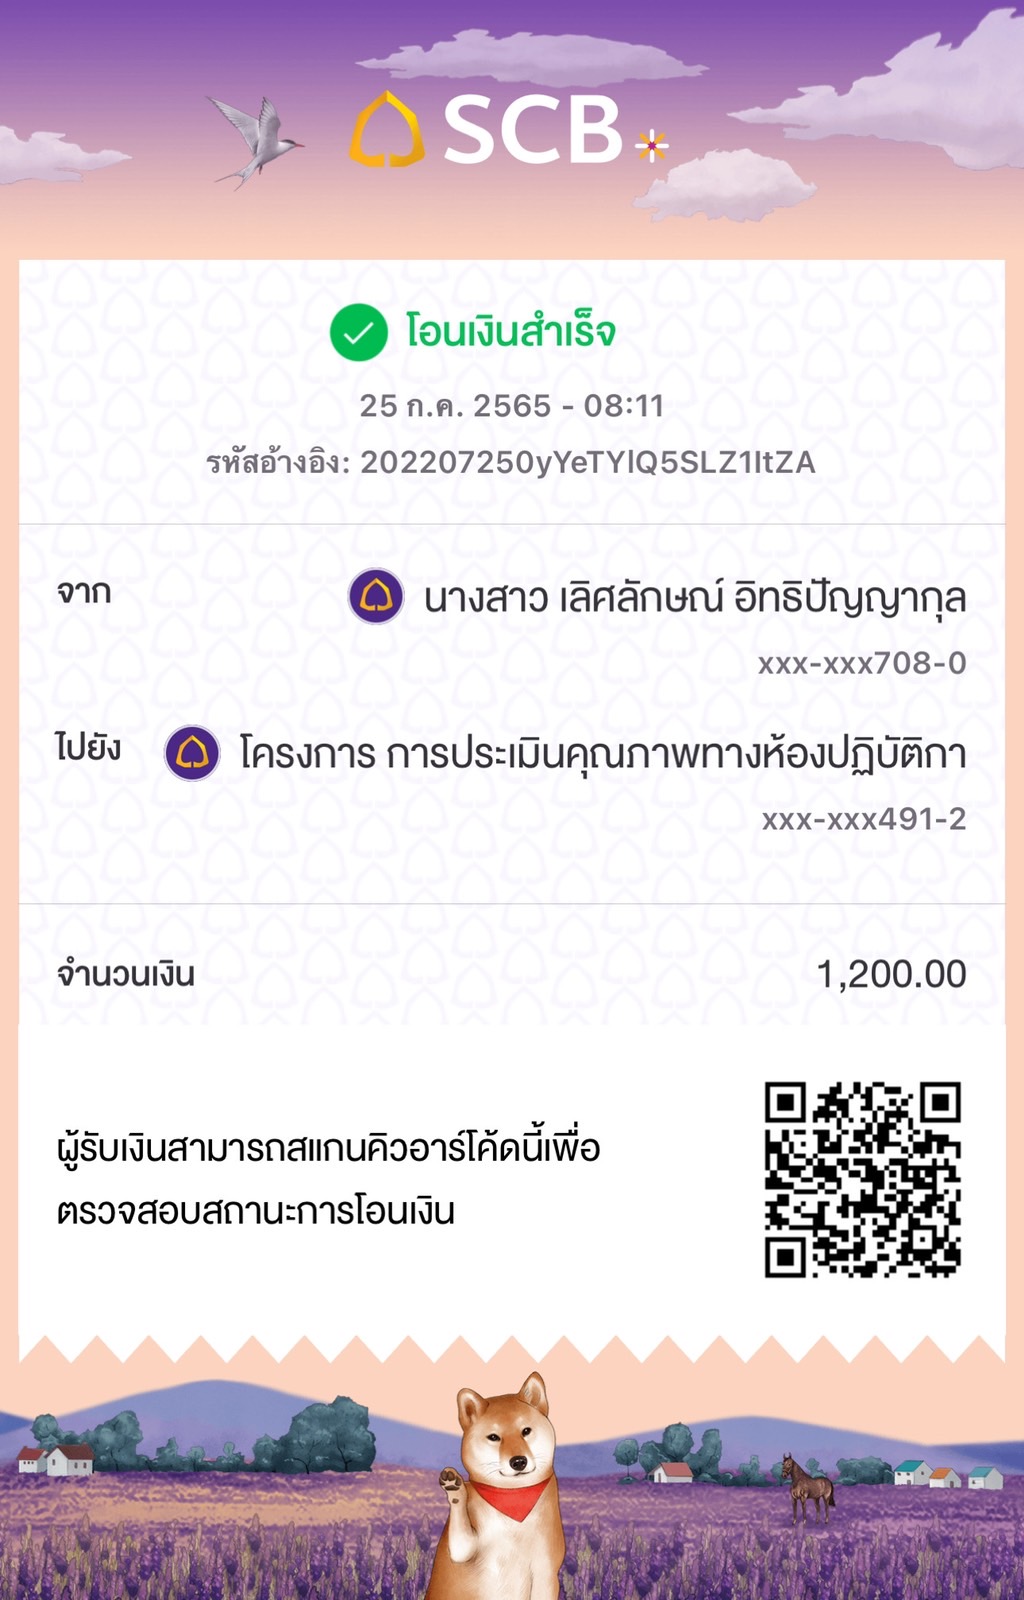 SCB
โอนเงินสำเร็จ
25 ก.ค. 2565 - 08:11
รหัสอ้างอิง: 202207250yYeTYlQ5SLZ1ItZA
จาก นางสาว เลิศลักษณ์ อิทธิปัญญากุล
xxx-xxx708-0
ไปยัง โครงการ การประเมินคุณภาพทางห้องปฏิบัติกา
xxx-xxx491-2
จำนวนเงิน 1,200.00
ผู้รับเงินสามารถสแกนคิวอาร์โค้ดนี้เพื่อ
ตรวจสอบสถานะการโอนเงิน